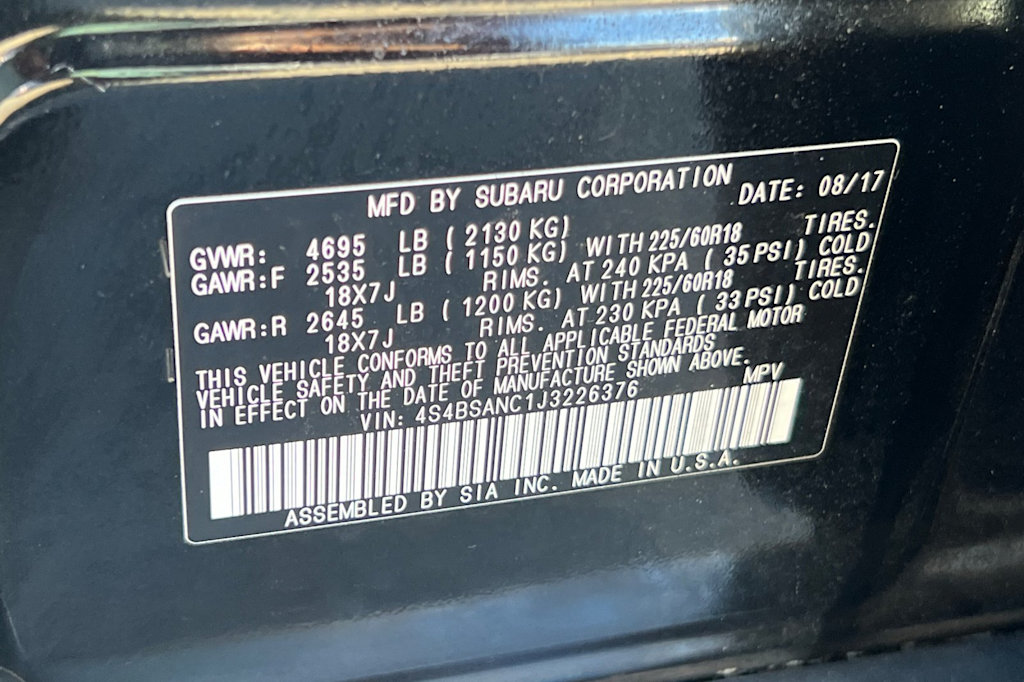 MFD BY SUBARU CORPORATION DATE: 08/17
GVWR: 4695 LB ( 2130 KG)
GAWR:F 2535 LB ( 1150 KG) WITH 225/60R18 TIRES.
18X7J RIMS. AT 240 KPA ( 35 PSI) COLD
GAWR:R 2645 LB ( 1200 KG) WITH 225/60R18 TIRES.
18X7J RIMS. AT 230 KPA ( 33 PSI) COLD
THIS VEHICLE CONFORMS TO ALL APPLICABLE FEDERAL MOTOR
VEHICLE SAFETY AND THEFT PREVENTION STANDARDS
IN EFFECT ON THE DATE OF MANUFACTURE SHOWN ABOVE.
VIN: 4S4BSANC1J3226376 MPV
ASSEMBLED BY SIA INC. MADE IN U.S.A.